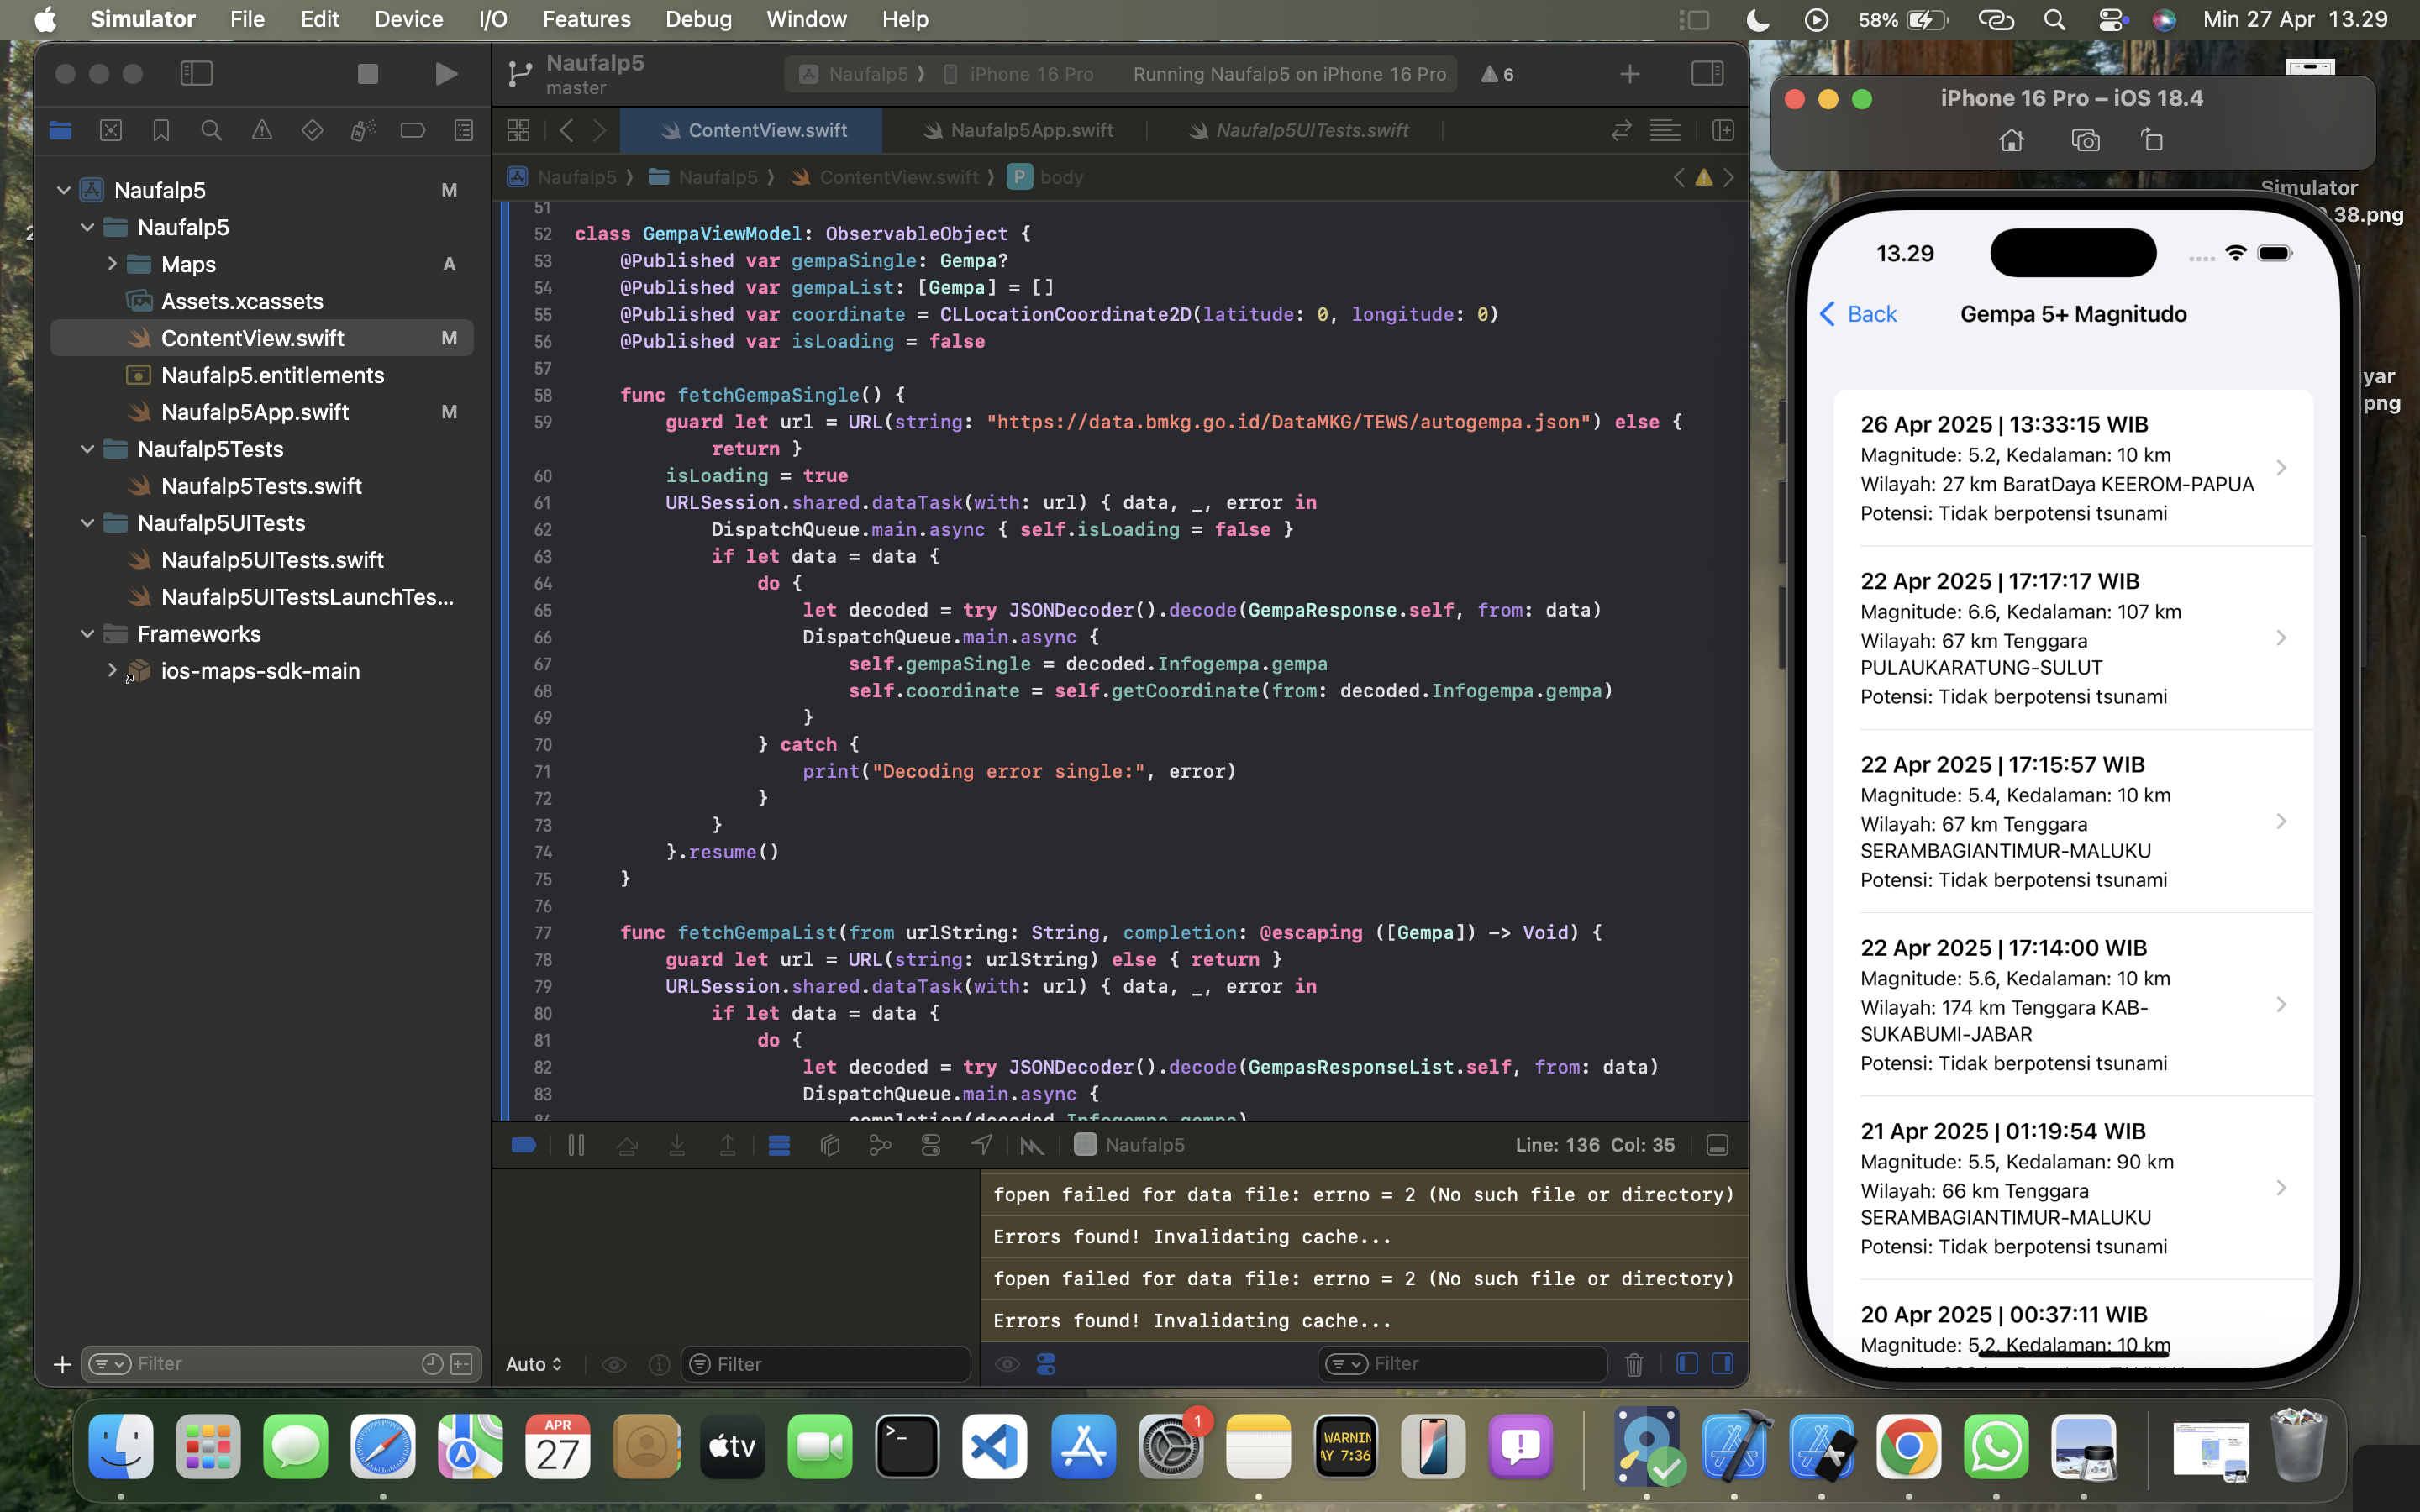 Simulator File Edit Device I/O Features Debug Window Help
58% Min 27 Apr 13.29
Naufalp5
master
Naufalp5 iPhone 16 Pro Running Naufalp5 on iPhone 16 Pro 6
ContentView.swift Naufalp5App.swift Naufalp5UITests.swift
Naufalp5 Naufalp5 ContentView.swift P body
Naufalp5 M
Naufalp5
Maps A
Assets.xcassets
ContentView.swift M
Naufalp5.entitlements
Naufalp5App.swift M
Naufalp5Tests
Naufalp5Tests.swift
Naufalp5UITests
Naufalp5UITests.swift
Naufalp5UITestsLaunchTes...
Frameworks
ios-maps-sdk-main
Filter
51
52 class GempaViewModel: ObservableObject {
53 @Published var gempaSingle: Gempa?
54 @Published var gempaList: [Gempa] = []
55 @Published var coordinate = CLLocationCoordinate2D(latitude: 0, longitude: 0)
56 @Published var isLoading = false
57
58 func fetchGempaSingle() {
59 guard let url = URL(string: "https://data.bmkg.go.id/DataMKG/TEWS/autogempa.json") else {
return }
60 isLoading = true
61 URLSession.shared.dataTask(with: url) { data, _, error in
62 DispatchQueue.main.async { self.isLoading = false }
63 if let data = data {
64 do {
65 let decoded = try JSONDecoder().decode(GempaResponse.self, from: data)
66 DispatchQueue.main.async {
67 self.gempaSingle = decoded.Infogempa.gempa
68 self.coordinate = self.getCoordinate(from: decoded.Infogempa.gempa)
69 }
70 } catch {
71 print("Decoding error single:", error)
72 }
73 }
74 }.resume()
75 }
76
77 func fetchGempaList(from urlString: String, completion: @escaping ([Gempa]) -> Void) {
78 guard let url = URL(string: urlString) else { return }
79 URLSession.shared.dataTask(with: url) { data, _, error in
80 if let data = data {
81 do {
82 let decoded = try JSONDecoder().decode(GempasResponseList.self, from: data)
83 DispatchQueue.main.async {
84 completion(decoded.Infogempa.gempa)
Naufalp5 Line: 136 Col: 35
fopen failed for data file: errno = 2 (No such file or directory)
Errors found! Invalidating cache...
fopen failed for data file: errno = 2 (No such file or directory)
Errors found! Invalidating cache...
Auto Filter
Filter
iPhone 16 Pro – iOS 18.4
Simulator
38.png
yar
png
13.29
Back Gempa 5+ Magnitudo
26 Apr 2025 | 13:33:15 WIB
Magnitude: 5.2, Kedalaman: 10 km
Wilayah: 27 km BaratDaya KEEROM-PAPUA
Potensi: Tidak berpotensi tsunami
22 Apr 2025 | 17:17:17 WIB
Magnitude: 6.6, Kedalaman: 107 km
Wilayah: 67 km Tenggara
PULAUKARATUNG-SULUT
Potensi: Tidak berpotensi tsunami
22 Apr 2025 | 17:15:57 WIB
Magnitude: 5.4, Kedalaman: 10 km
Wilayah: 67 km Tenggara
SERAMBAGIANTIMUR-MALUKU
Potensi: Tidak berpotensi tsunami
22 Apr 2025 | 17:14:00 WIB
Magnitude: 5.6, Kedalaman: 10 km
Wilayah: 174 km Tenggara KAB-
SUKABUMI-JABAR
Potensi: Tidak berpotensi tsunami
21 Apr 2025 | 01:19:54 WIB
Magnitude: 5.5, Kedalaman: 90 km
Wilayah: 66 km Tenggara
SERAMBAGIANTIMUR-MALUKU
Potensi: Tidak berpotensi tsunami
20 Apr 2025 | 00:37:11 WIB
Magnitude: 5.2, Kedalaman: 10 km
APR
27
tv
>_
1
WARNIN
AY 7:36